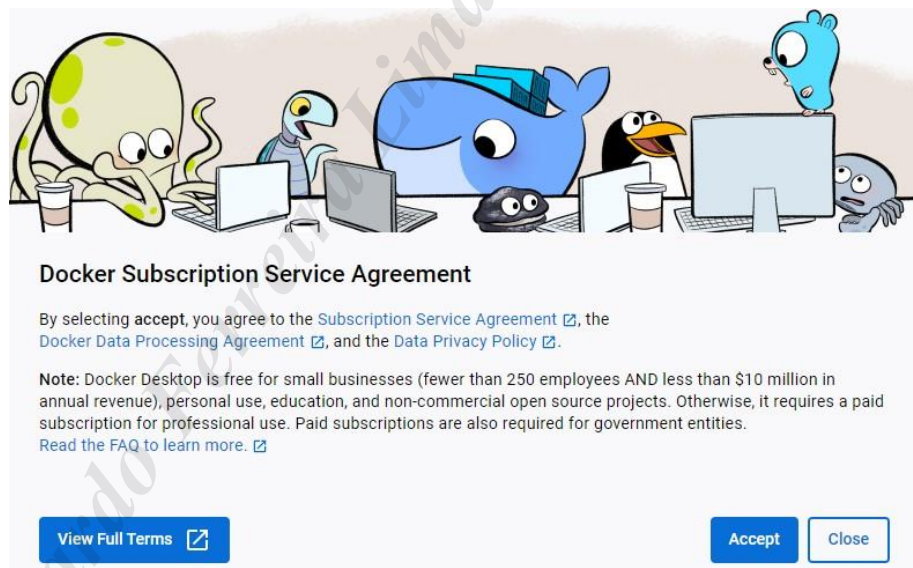 Docker Subscription Service Agreement
By selecting accept, you agree to the Subscription Service Agreement, the
Docker Data Processing Agreement, and the Data Privacy Policy.
Note: Docker Desktop is free for small businesses (fewer than 250 employees AND less than $10 million in
annual revenue), personal use, education, and non-commercial open source projects. Otherwise, it requires a paid
subscription for professional use. Paid subscriptions are also required for government entities.
Read the FAQ to learn more.
View Full Terms
Accept
Close
ardo Ferreira Lima